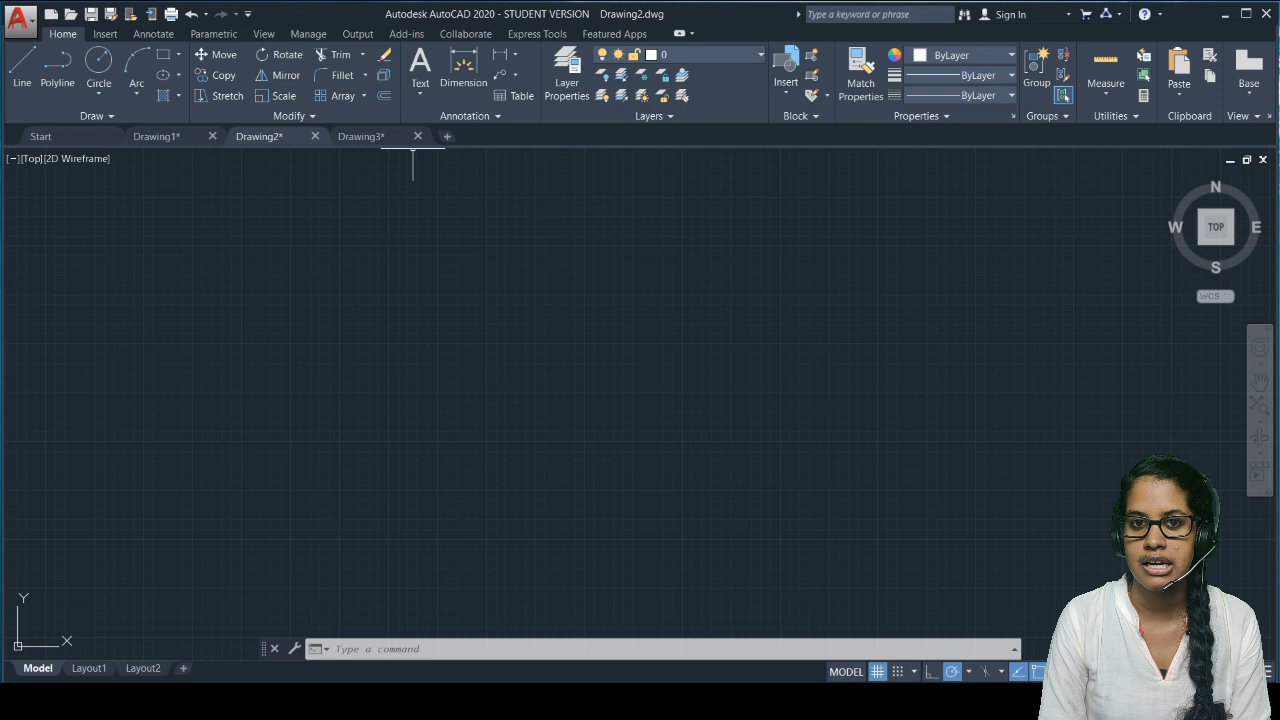 Autodesk AutoCAD 2020 - STUDENT VERSION Drawing2.dwg
Type a keyword or phrase
Sign In
Home Insert Annotate Parametric View Manage Output Add-ins Collaborate Express Tools Featured Apps
Line Polyline Circle Arc
Move Rotate Trim
Copy Mirror Fillet
Stretch Scale Array
Text Dimension Table
Layer Properties
0
Insert
Match Properties
ByLayer
ByLayer
ByLayer
Group Measure Paste Base
Draw Modify Annotation Layers Block Properties Groups Utilities Clipboard View
Start Drawing1* Drawing2* Drawing3*
[−][Top][2D Wireframe]
N
W TOP E
S
WCS
Y
X
Type a command
Model Layout1 Layout2
MODEL